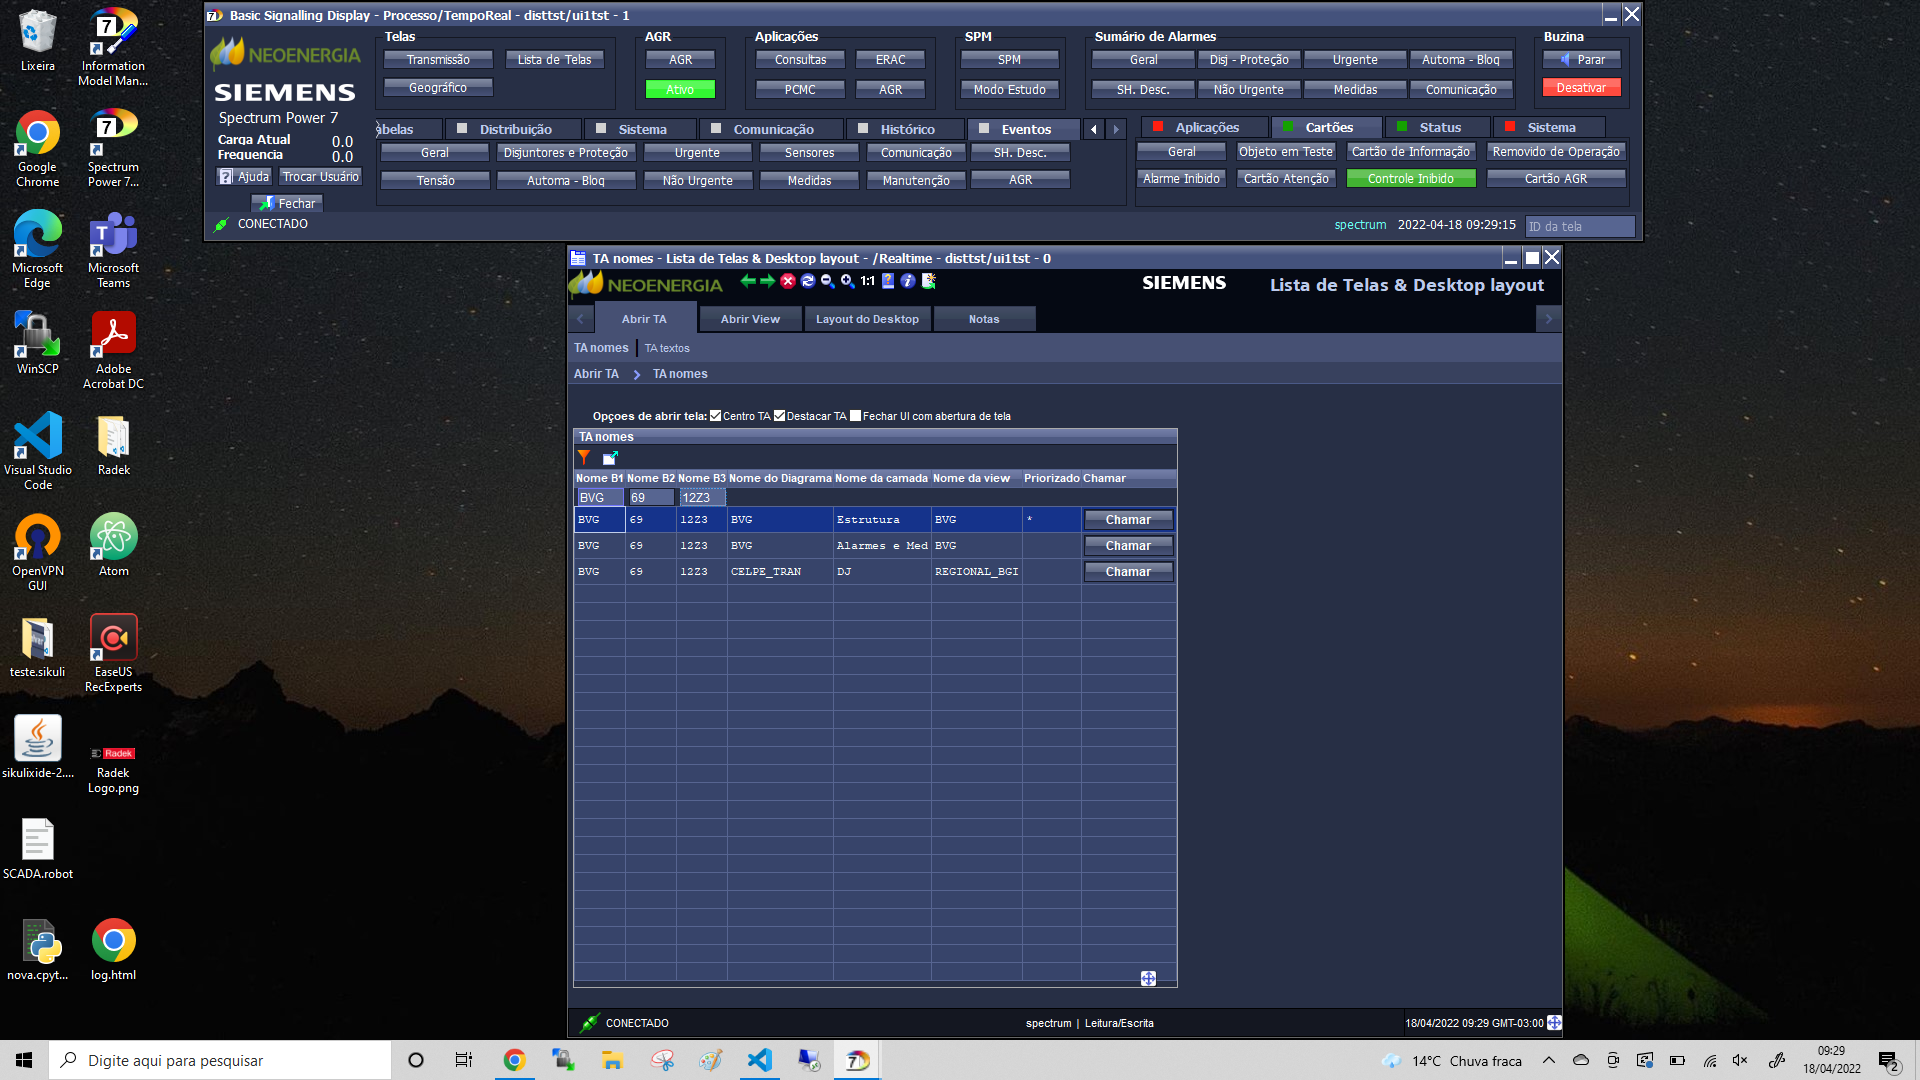 Lixeira
Information
Model Man...
Google
Chrome
Spectrum
Power 7...
Microsoft
Edge
Microsoft
Teams
WinSCP
Adobe
Acrobat DC
Visual Studio
Code
Radek
OpenVPN
GUI
Atom
teste.sikuli
EaseUS
RecExperts
sikulixide-2....
Radek
Radek
Logo.png
SCADA.robot
nova.cpyt...
log.html
Basic Signalling Display - Processo/TempoReal - disttst/ui1tst - 1
NEOENERGIA
SIEMENS
Spectrum Power 7
Carga Atual 0.0
Frequencia 0.0
Ajuda Trocar Usuário
Fechar
CONECTADO
Telas
Transmissão Lista de Telas
Geográfico
AGR
AGR
Ativo
Aplicações
Consultas ERAC
PCMC AGR
SPM
SPM
Modo Estudo
Sumário de Alarmes
Geral Disj - Proteção Urgente Automa - Bloq
SH. Desc. Não Urgente Medidas Comunicação
Buzina
Parar
Desativar
abelas Distribuição Sistema Comunicação Histórico Eventos
Geral Disjuntores e Proteção Urgente Sensores Comunicação SH. Desc.
Tensão Automa - Bloq Não Urgente Medidas Manutenção AGR
Aplicações Cartões Status Sistema
Geral Objeto em Teste Cartão de Informação Removido de Operação
Alarme Inibido Cartão Atenção Controle Inibido Cartão AGR
spectrum 2022-04-18 09:29:15 ID da tela
TA nomes - Lista de Telas & Desktop layout - /Realtime - disttst/ui1tst - 0
NEOENERGIA 1:1 SIEMENS Lista de Telas & Desktop layout
Abrir TA Abrir View Layout do Desktop Notas
TA nomes TA textos
Abrir TA > TA nomes
Opçoes de abrir tela: Centro TA Destacar TA Fechar UI com abertura de tela
TA nomes
Nome B1 Nome B2 Nome B3 Nome do Diagrama Nome da camada Nome da view Priorizado Chamar
BVG 69 12Z3
BVG 69 12Z3 BVG Estrutura BVG * Chamar
BVG 69 12Z3 BVG Alarmes e Med BVG Chamar
BVG 69 12Z3 CELPE_TRAN DJ REGIONAL_BGI Chamar
CONECTADO spectrum | Leitura/Escrita 18/04/2022 09:29 GMT-03:00
Digite aqui para pesquisar
14°C Chuva fraca
09:29
18/04/2022
2